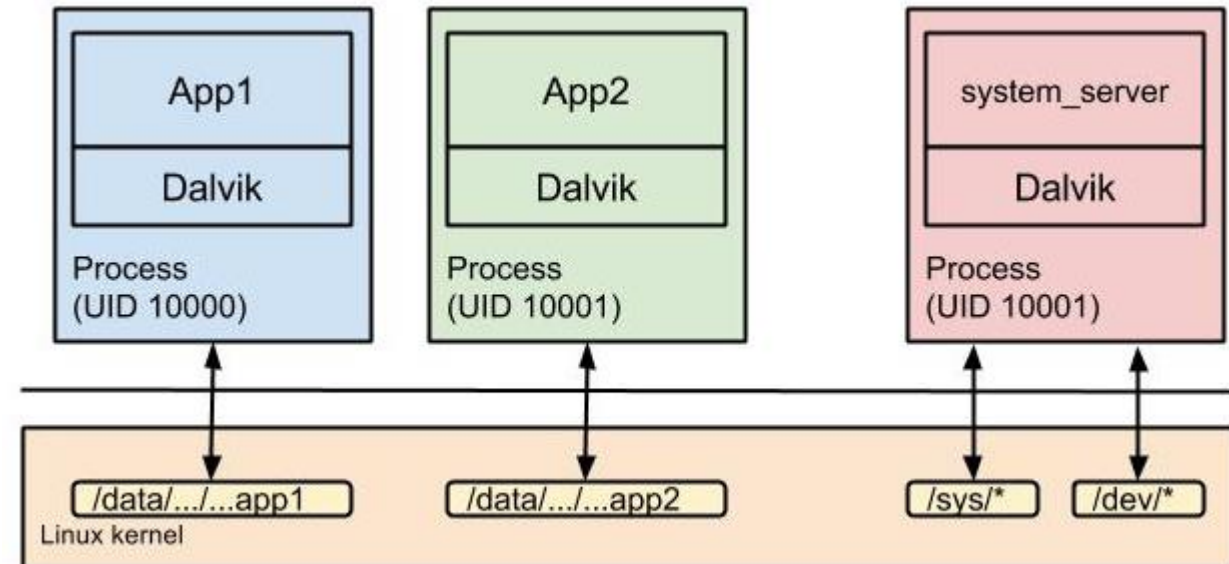 App1
Dalvik
Process
(UID 10000)
App2
Dalvik
Process
(UID 10001)
system_server
Dalvik
Process
(UID 10001)
/data/.../...app1
/data/.../...app2
/sys/*
/dev/*
Linux kernel